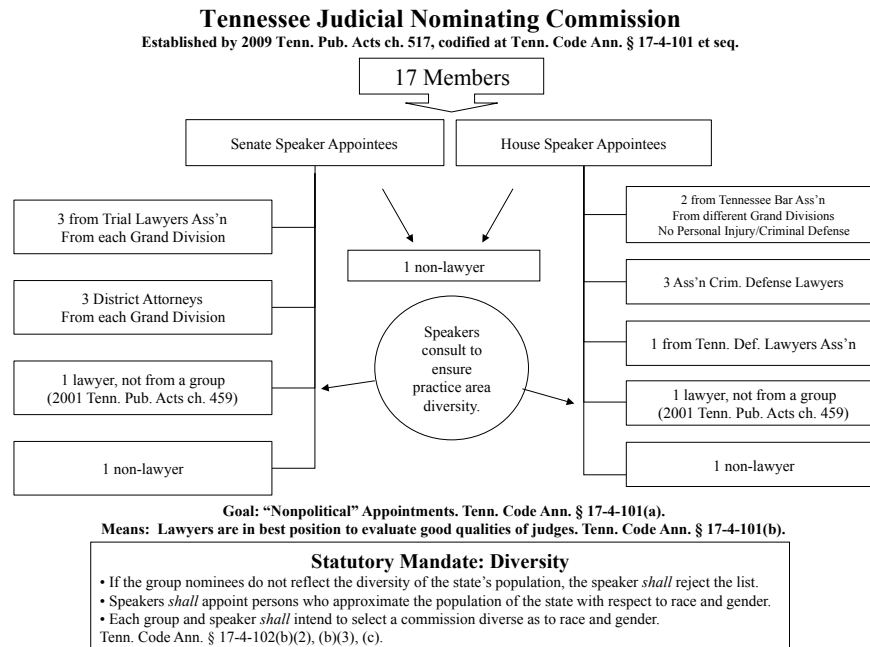 Tennessee Judicial Nominating Commission
Established by 2009 Tenn. Pub. Acts ch. 517, codified at Tenn. Code Ann. § 17-4-101 et seq.
17 Members
Senate Speaker Appointees
House Speaker Appointees
3 from Trial Lawyers Ass’n
From each Grand Division
3 District Attorneys
From each Grand Division
1 lawyer, not from a group
(2001 Tenn. Pub. Acts ch. 459)
1 non-lawyer
1 non-lawyer
Speakers
consult to
ensure
practice area
diversity.
2 from Tennessee Bar Ass’n
From different Grand Divisions
No Personal Injury/Criminal Defense
3 Ass’n Crim. Defense Lawyers
1 from Tenn. Def. Lawyers Ass’n
1 lawyer, not from a group
(2001 Tenn. Pub. Acts ch. 459)
1 non-lawyer
Goal: “Nonpolitical” Appointments. Tenn. Code Ann. § 17-4-101(a).
Means:  Lawyers are in best position to evaluate good qualities of judges. Tenn. Code Ann. § 17-4-101(b).
Statutory Mandate: Diversity
• If the group nominees do not reflect the diversity of the state’s population, the speaker shall reject the list.
• Speakers shall appoint persons who approximate the population of the state with respect to race and gender.
• Each group and speaker shall intend to select a commission diverse as to race and gender.
Tenn. Code Ann. § 17-4-102(b)(2), (b)(3), (c).